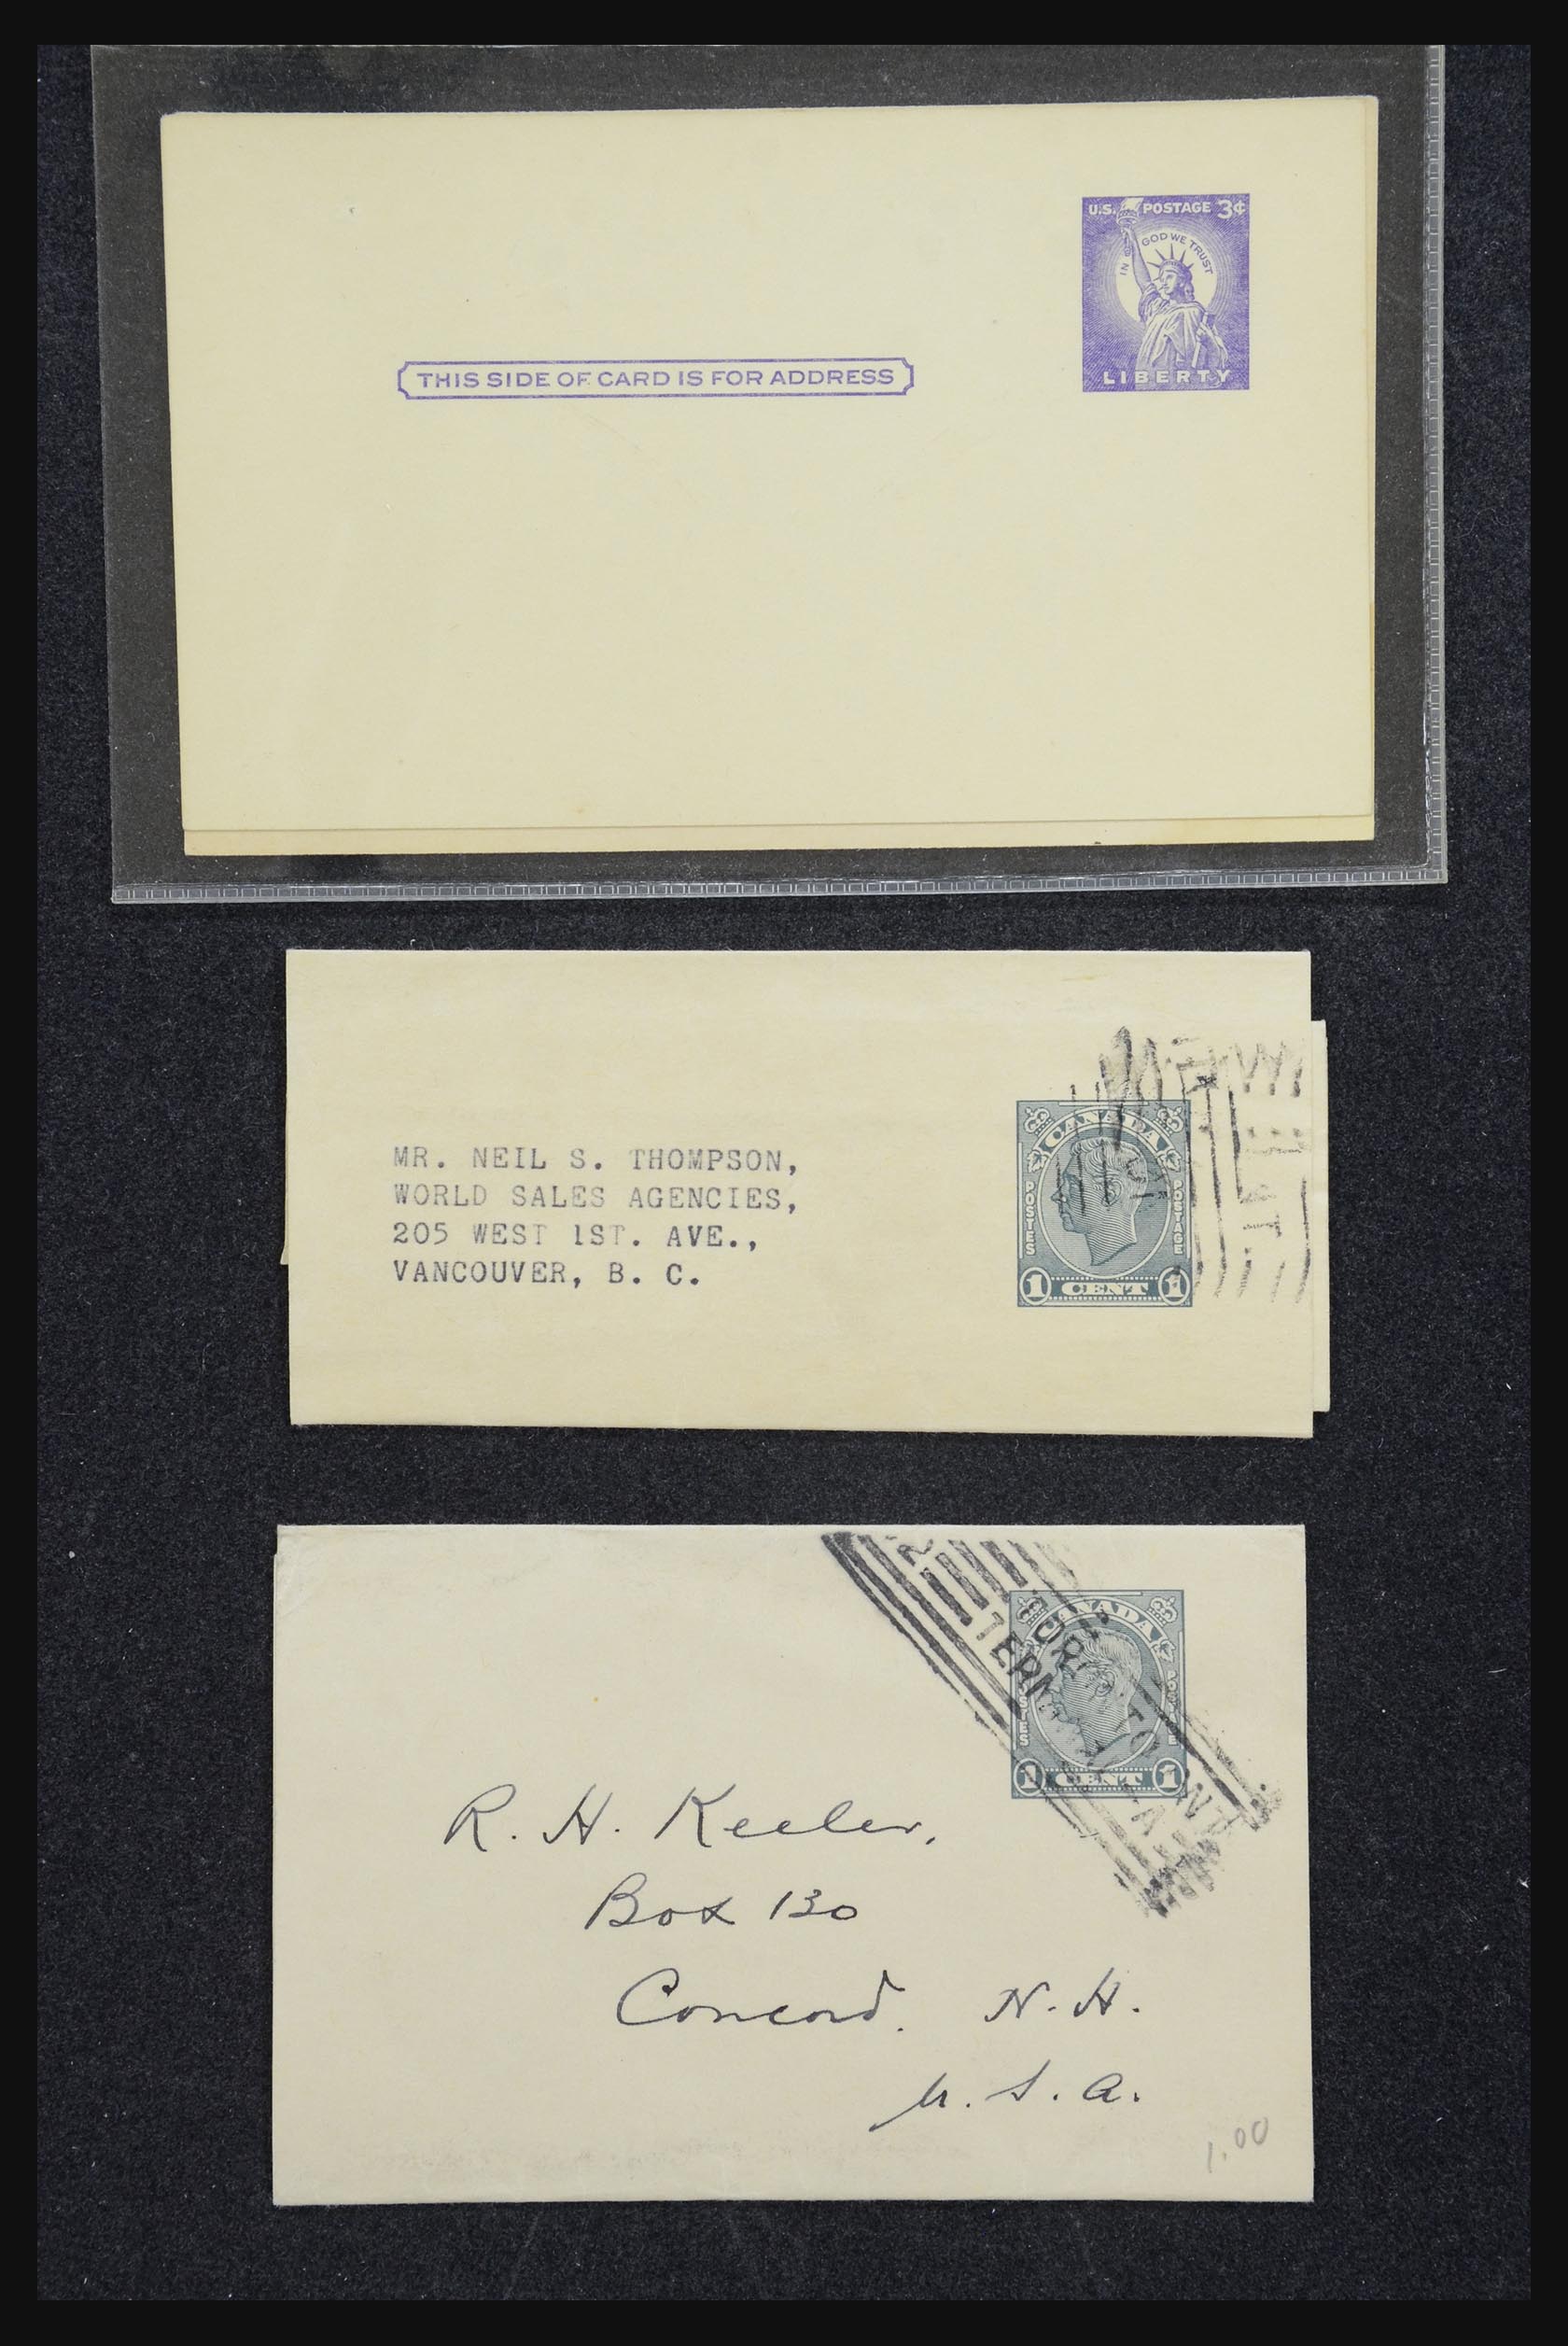 U.S. POSTAGE 3¢
IN GOD WE TRUST
LIBERTY
THIS SIDE OF CARD IS FOR ADDRESS
CANADA
POSTES POSTAGE
1 CENT 1
MR. NEIL S. THOMPSON,
WORLD SALES AGENCIES,
205 WEST 1ST. AVE.,
VANCOUVER, B. C.
CANADA
POSTES POSTAGE
1 CENT 1
R. H. Keeler,
Box 130
Concord. N. H.
U. S. A.
1.00